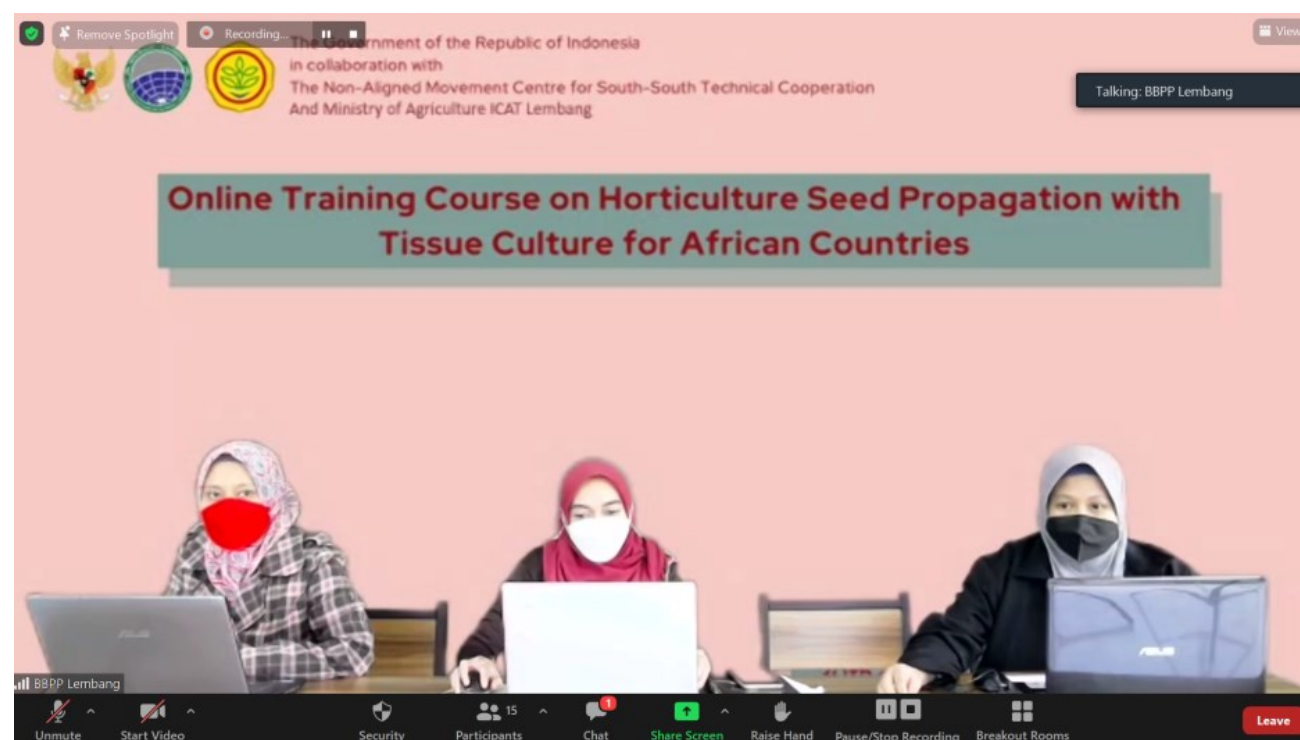 Remove Spotlight
Recording...
View
The Government of the Republic of Indonesia
in collaboration with
The Non-Aligned Movement Centre for South-South Technical Cooperation
And Ministry of Agriculture ICAT Lembang
Talking: BBPP Lembang
Online Training Course on Horticulture Seed Propagation with
Tissue Culture for African Countries
ASUS
ASUS
BBPP Lembang
15
1
Unmute
Start Video
Security
Participants
Chat
Share Screen
Raise Hand
Pause/Stop Recording
Breakout Rooms
Leave